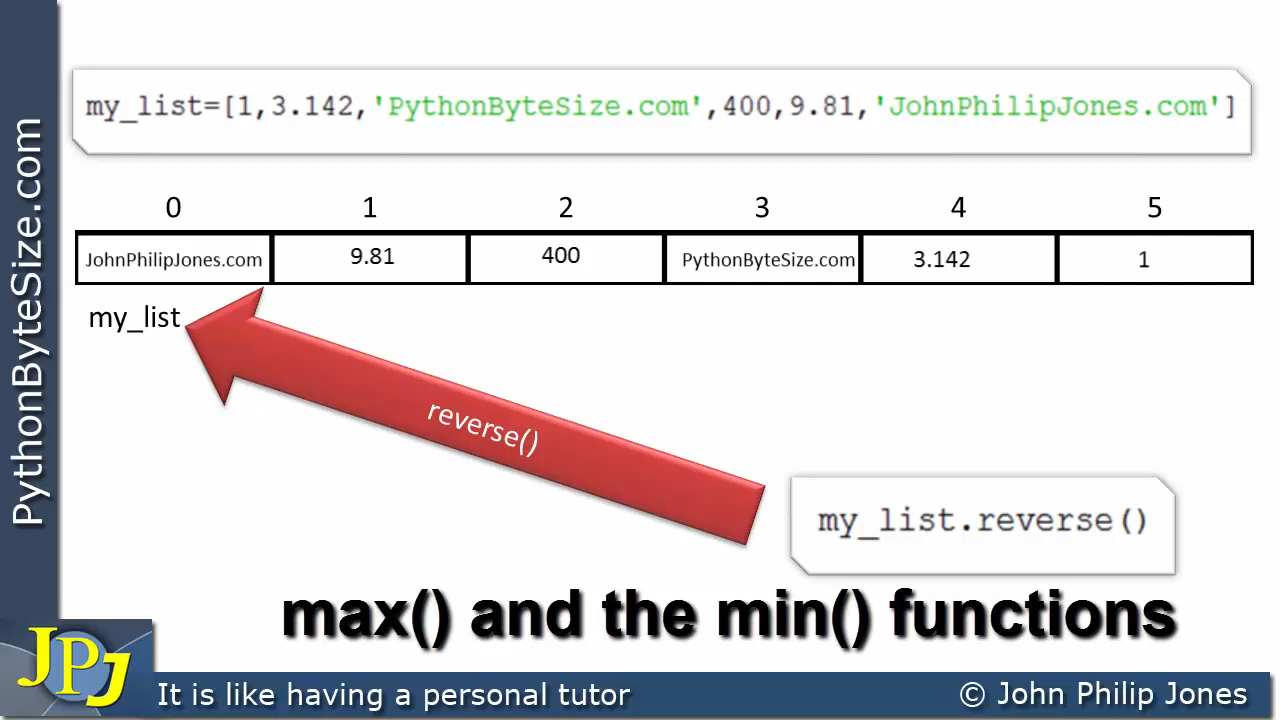 my_list=[1,3.142,'PythonByteSize.com',400,9.81,'JohnPhilipJones.com']
0 1 2 3 4 5
JohnPhilipJones.com 9.81 400 PythonByteSize.com 3.142 1
my_list
reverse()
my_list.reverse()
max() and the min() functions
PythonByteSize.com
JPJ
It is like having a personal tutor
© John Philip Jones